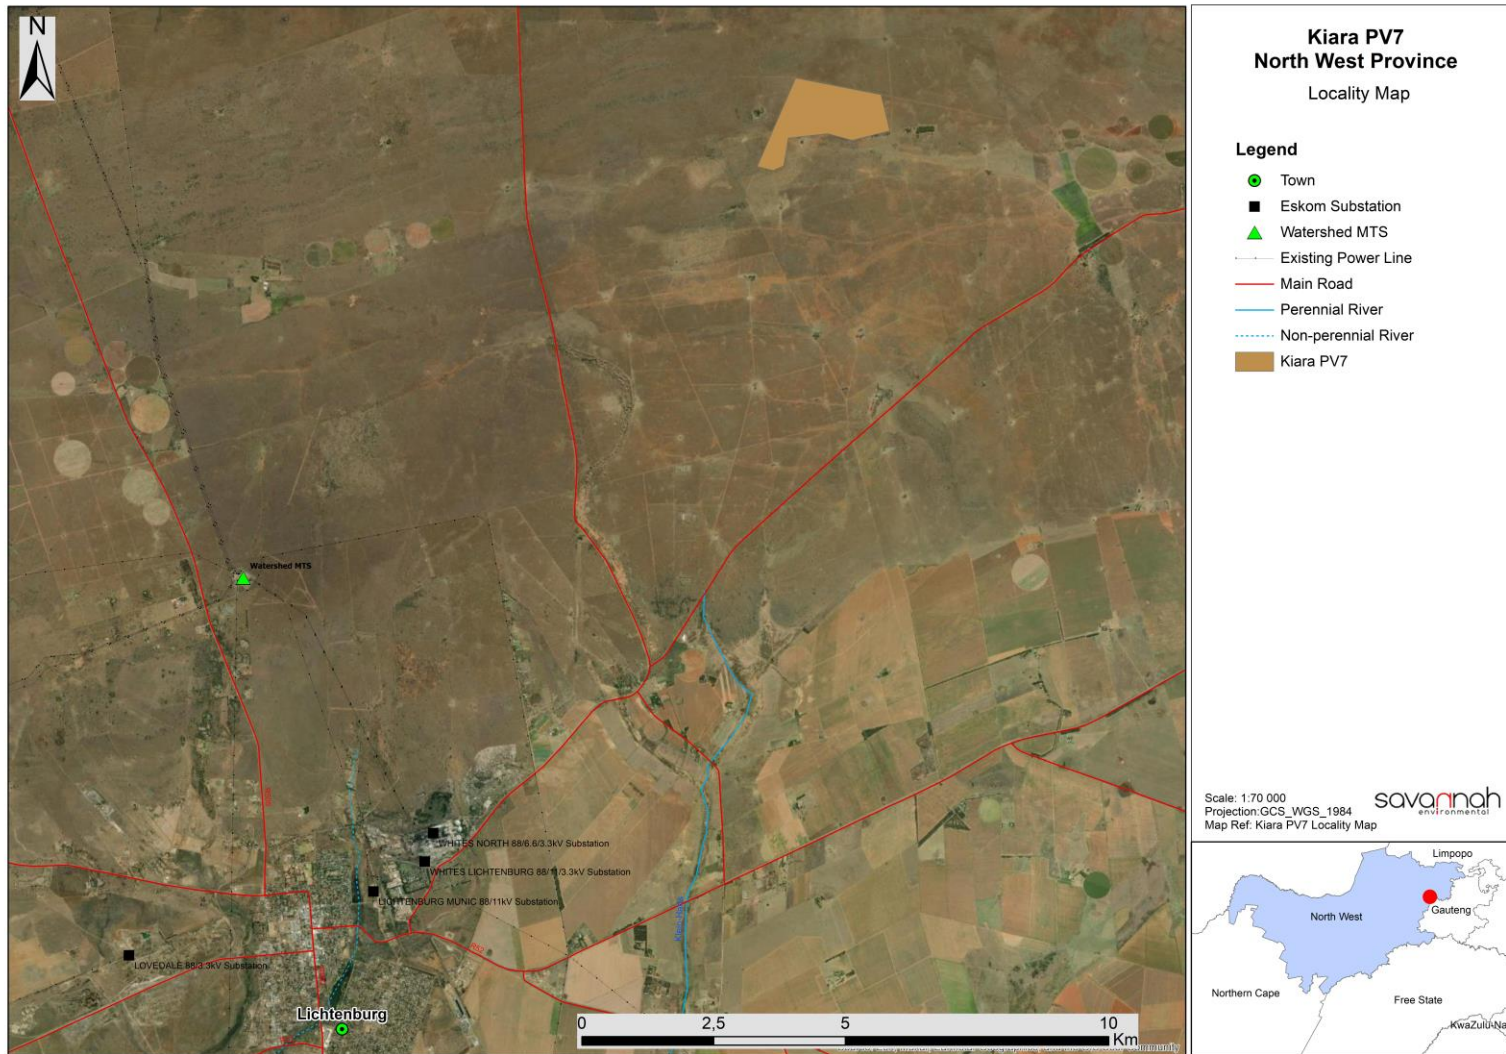 N
Kiara PV7
North West Province
Locality Map
Legend
Town
Eskom Substation
Watershed MTS
Existing Power Line
Main Road
Perennial River
Non-perennial River
Kiara PV7
Watershed MTS
WHITES NORTH 88/6.6/3.3kV Substation
WHITES LICHTENBURG 88/11/3.3kV Substation
LICHTENBURG MUNIC 88/11kV Substation
LOVEDALE 88/3.3kV Substation
Lichtenburg
0 2,5 5 10
Km
Scale: 1:70 000
Projection:GCS_WGS_1984
Map Ref: Kiara PV7 Locality Map
savannah
environmental
Limpopo
North West
Gauteng
Northern Cape
Free State
KwaZulu-Na